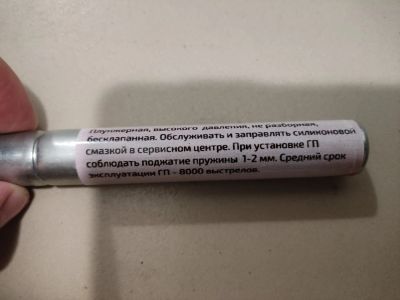 Плунжерная, высокого давления, не разборная,
бесклапанная. Обслуживать и заправлять силиконовой
смазкой в сервисном центре. При установке ГП
соблюдать поджатие пружины 1-2 мм. Средний срок
эксплуатации ГП - 8000 выстрелов.